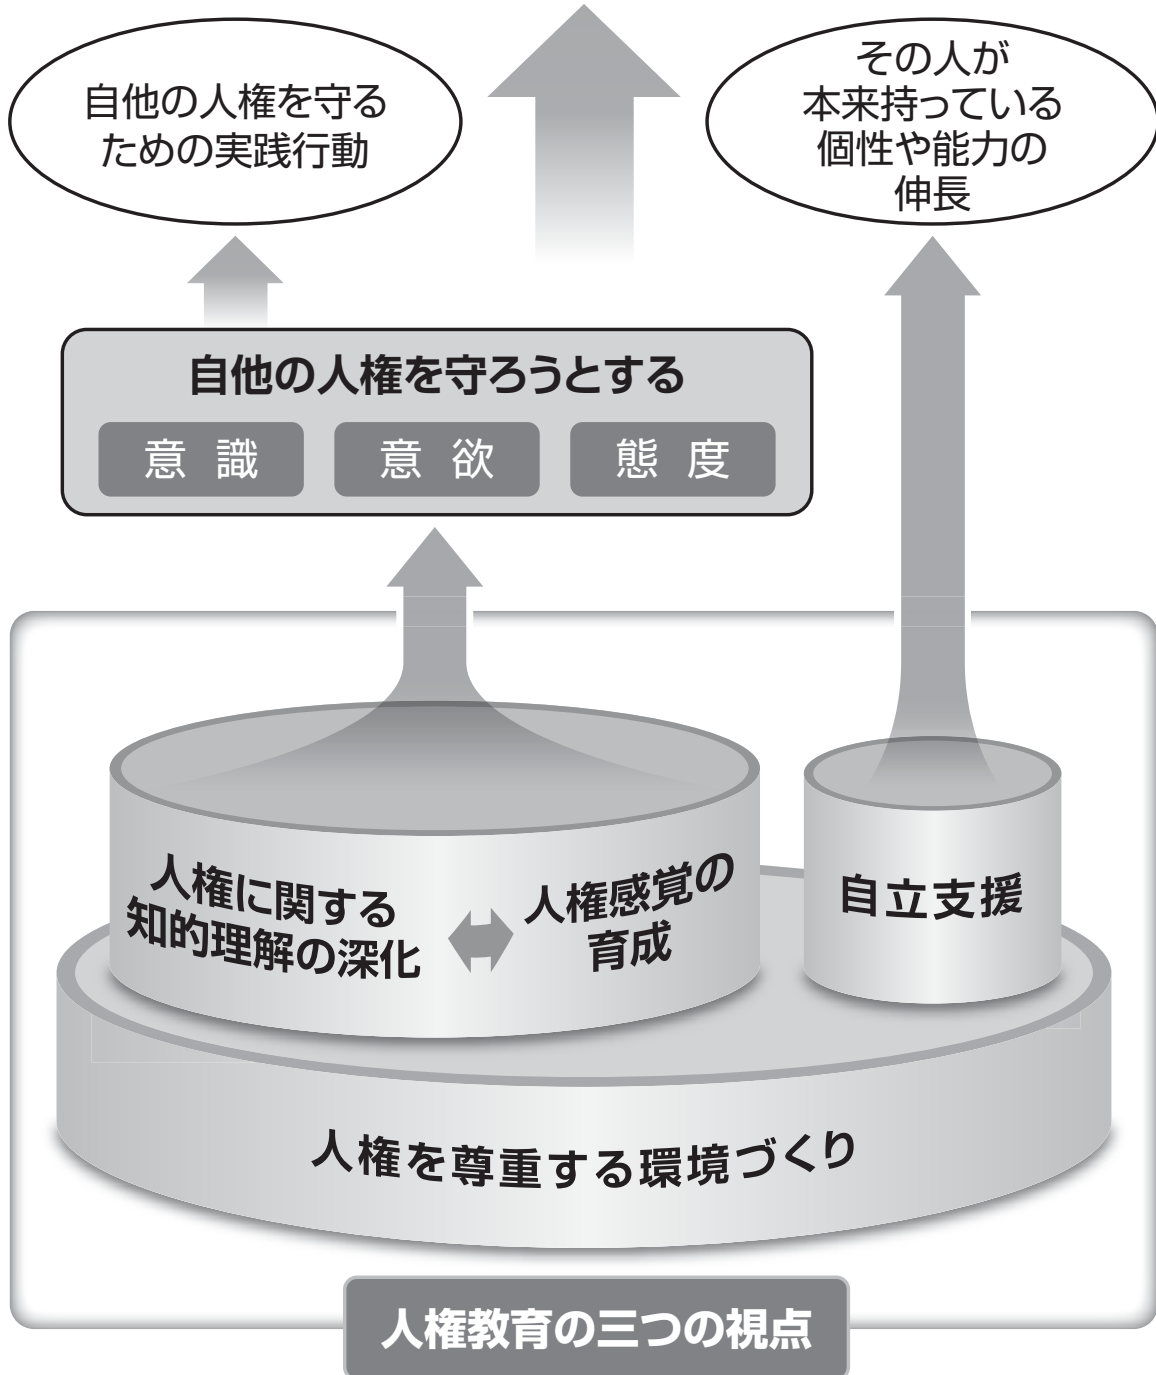 自他の人権を守る
ための実践行動
その人が
本来持っている
個性や能力の
伸長
自他の人権を守ろうとする
意識
意欲
態度
人権に関する
知的理解の深化
人権感覚の
育成
自立支援
人権を尊重する環境づくり
人権教育の三つの視点